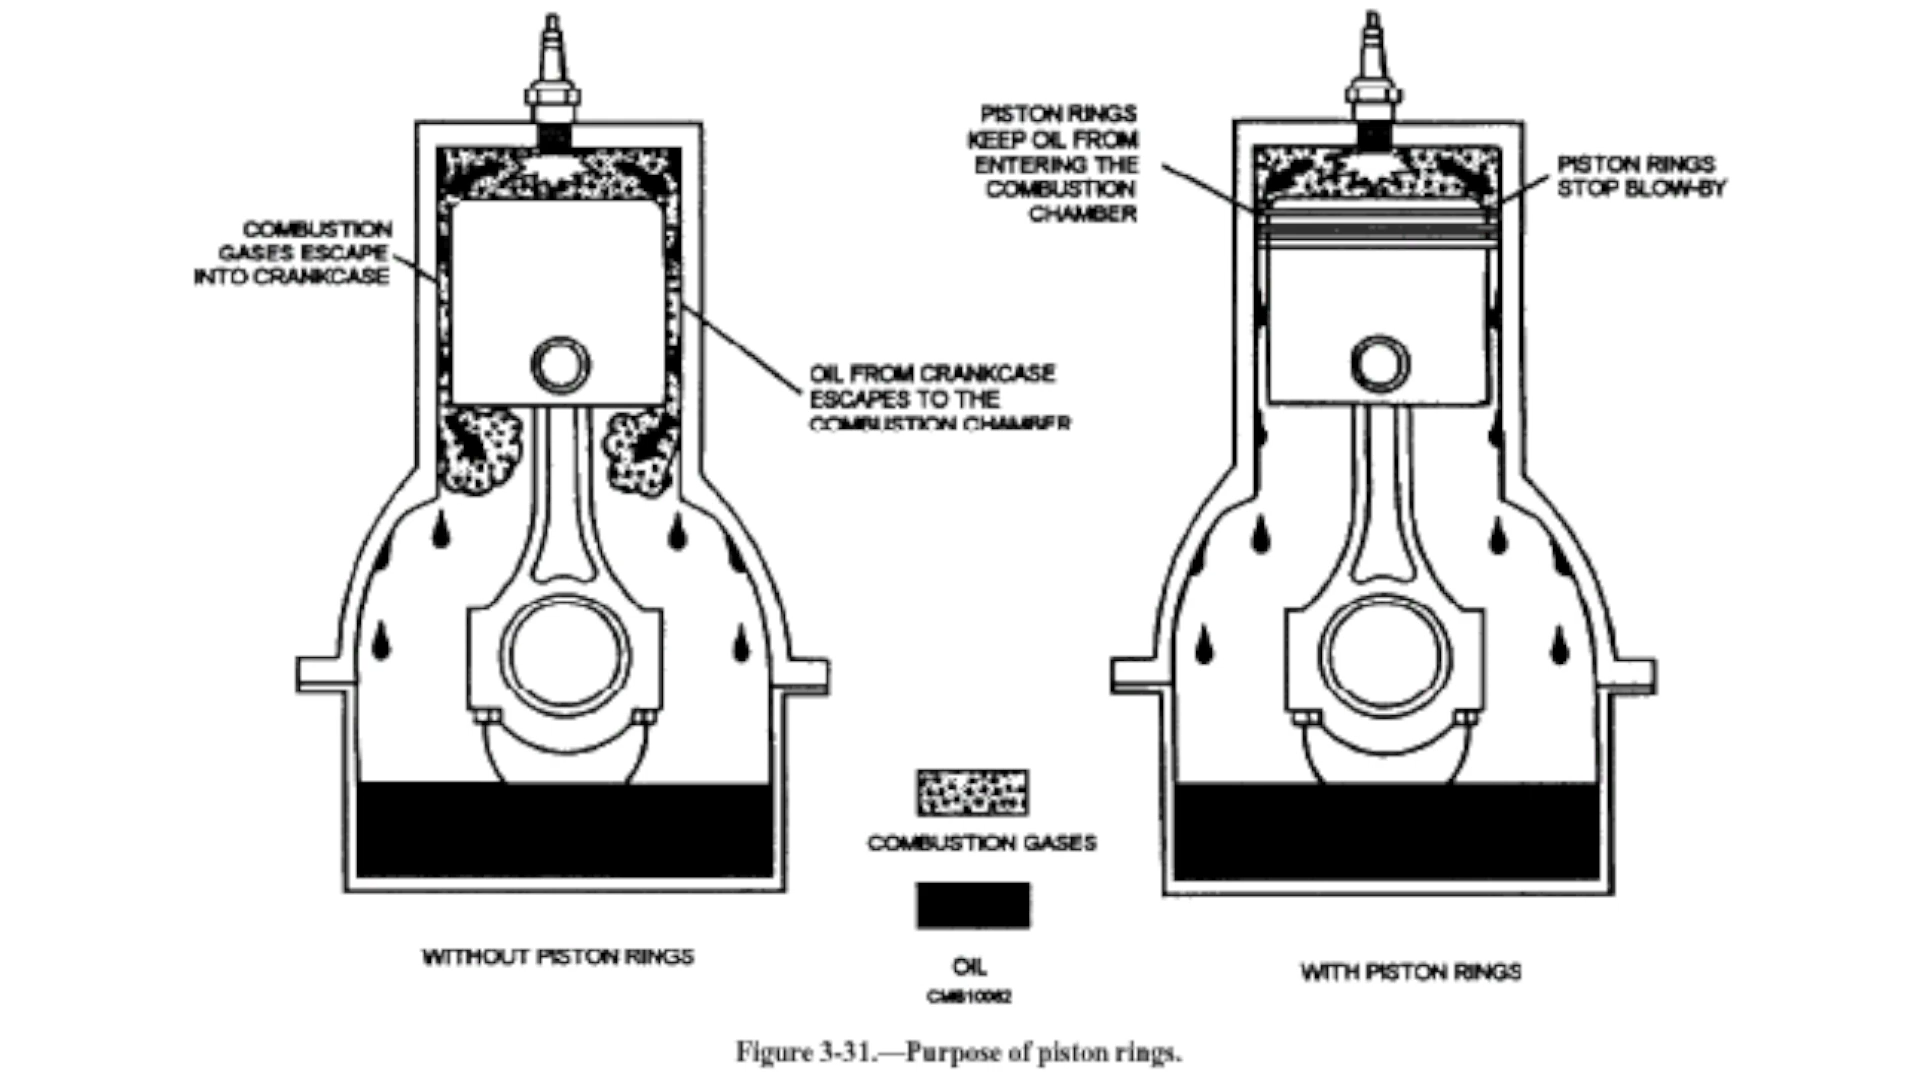 COMBUSTION
GASES ESCAPE
INTO CRANKCASE
OIL FROM CRANKCASE
ESCAPES TO THE
COMBUSTION CHAMBER
WITHOUT PISTON RINGS
PISTON RINGS
KEEP OIL FROM
ENTERING THE
COMBUSTION
CHAMBER
PISTON RINGS
STOP BLOW-BY
COMBUSTION GASES
OIL
WITH PISTON RINGS
Figure 3-31.—Purpose of piston rings.